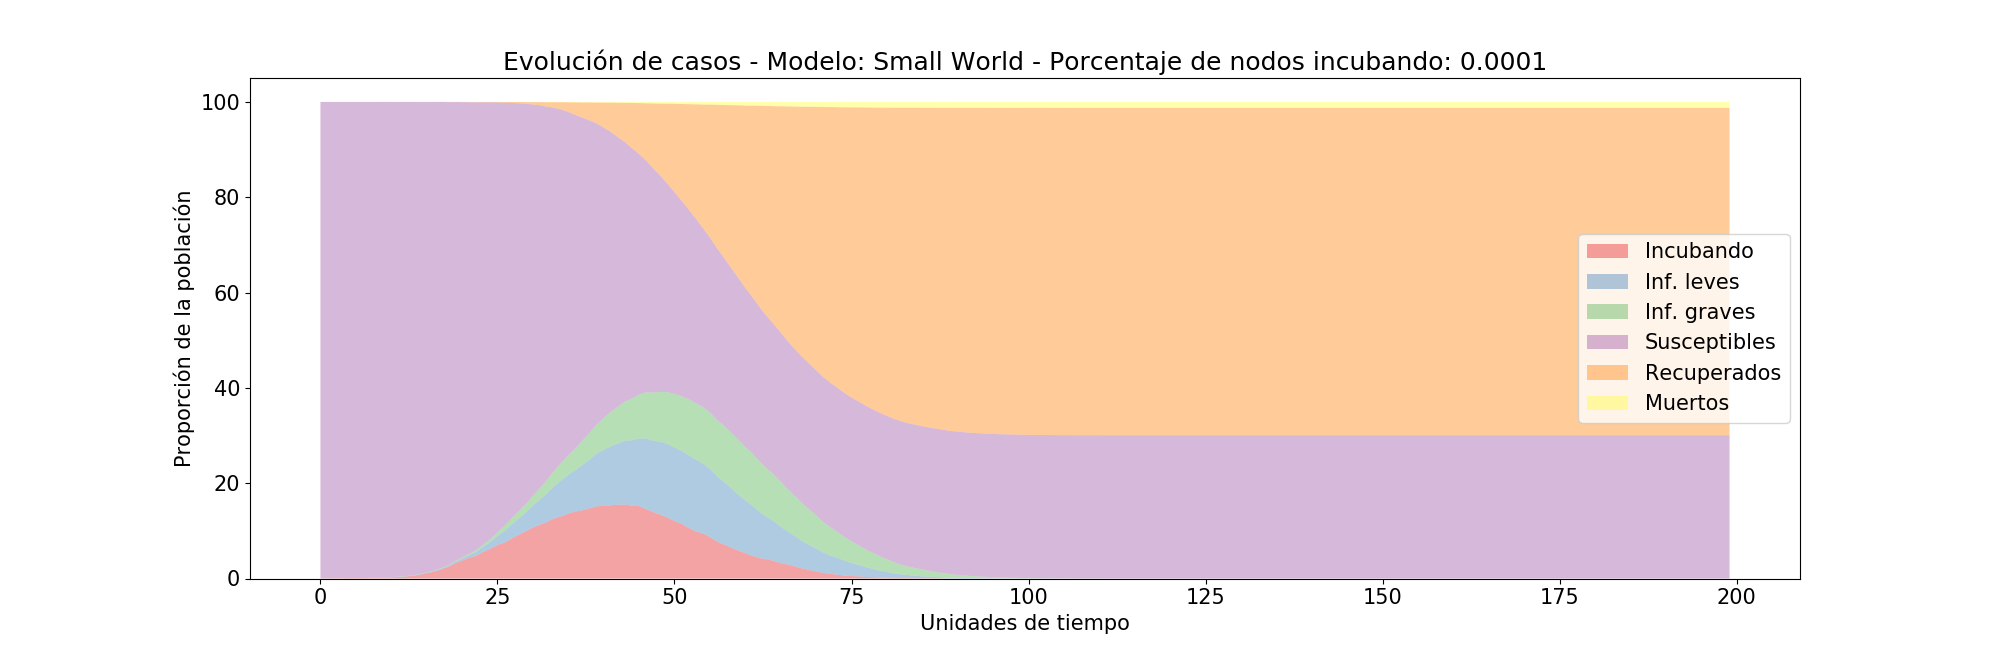 Evolución de casos - Modelo: Small World - Porcentaje de nodos incubando: 0.0001
Proporción de la población
100
80
60
40
20
0
Incubando
Inf. leves
Inf. graves
Susceptibles
Recuperados
Muertos
0 25 50 75 100 125 150 175 200
Unidades de tiempo